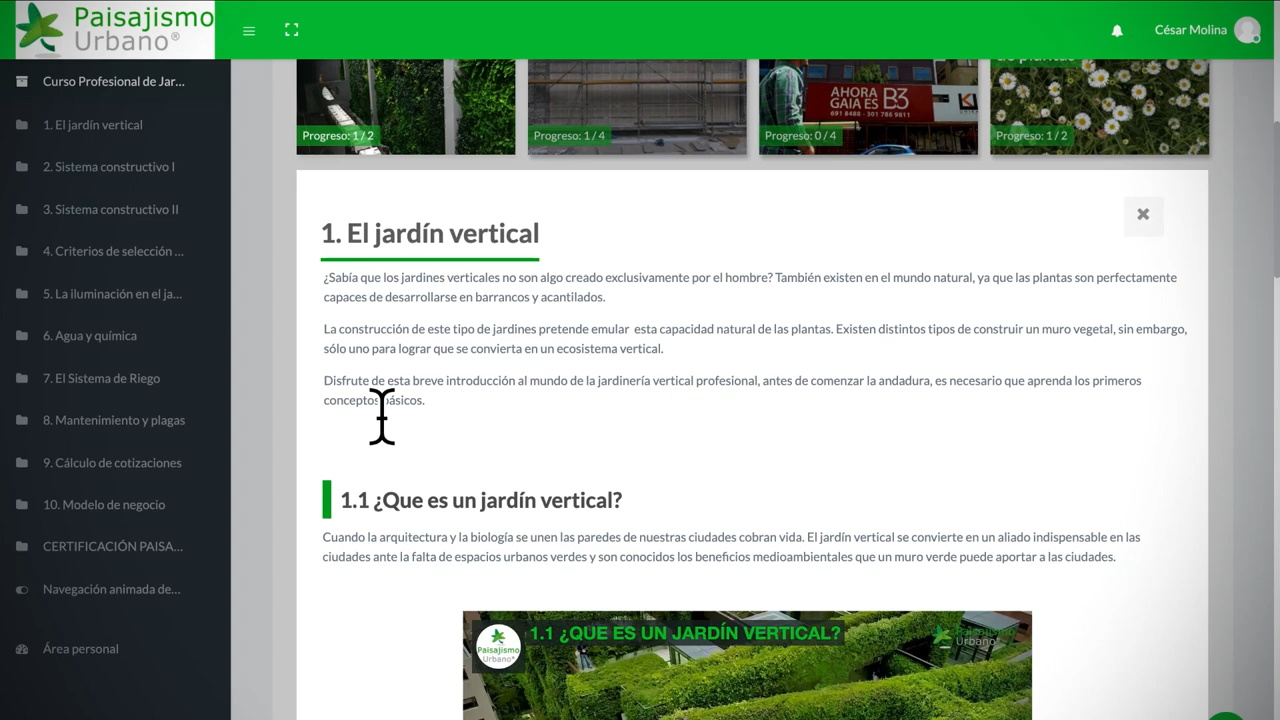 Paisajismo
Urbano®
César Molina
Curso Profesional de Jar...
1. El jardín vertical
2. Sistema constructivo I
3. Sistema constructivo II
4. Criterios de selección ...
5. La iluminación en el ja...
6. Agua y química
7. El Sistema de Riego
8. Mantenimiento y plagas
9. Cálculo de cotizaciones
10. Modelo de negocio
CERTIFICACIÓN PAISA...
Navegación animada de...
Área personal
Progreso: 1 / 2
Progreso: 1 / 4
AHORA
GAIA ES B3
691 8488 - 301 786 9811
Progreso: 0 / 4
de plantas
Progreso: 1 / 2
1. El jardín vertical
¿Sabía que los jardines verticales no son algo creado exclusivamente por el hombre? También existen en el mundo natural, ya que las plantas son perfectamente
capaces de desarrollarse en barrancos y acantilados.
La construcción de este tipo de jardines pretende emular esta capacidad natural de las plantas. Existen distintos tipos de construir un muro vegetal, sin embargo,
sólo uno para lograr que se convierta en un ecosistema vertical.
Disfrute de esta breve introducción al mundo de la jardinería vertical profesional, antes de comenzar la andadura, es necesario que aprenda los primeros
conceptos básicos.
1.1 ¿Que es un jardín vertical?
Cuando la arquitectura y la biología se unen las paredes de nuestras ciudades cobran vida. El jardín vertical se convierte en un aliado indispensable en las
ciudades ante la falta de espacios urbanos verdes y son conocidos los beneficios medioambientales que un muro verde puede aportar a las ciudades.
Paisajismo
Urbano®
1.1 ¿QUE ES UN JARDÍN VERTICAL?
Paisajismo
Urbano®